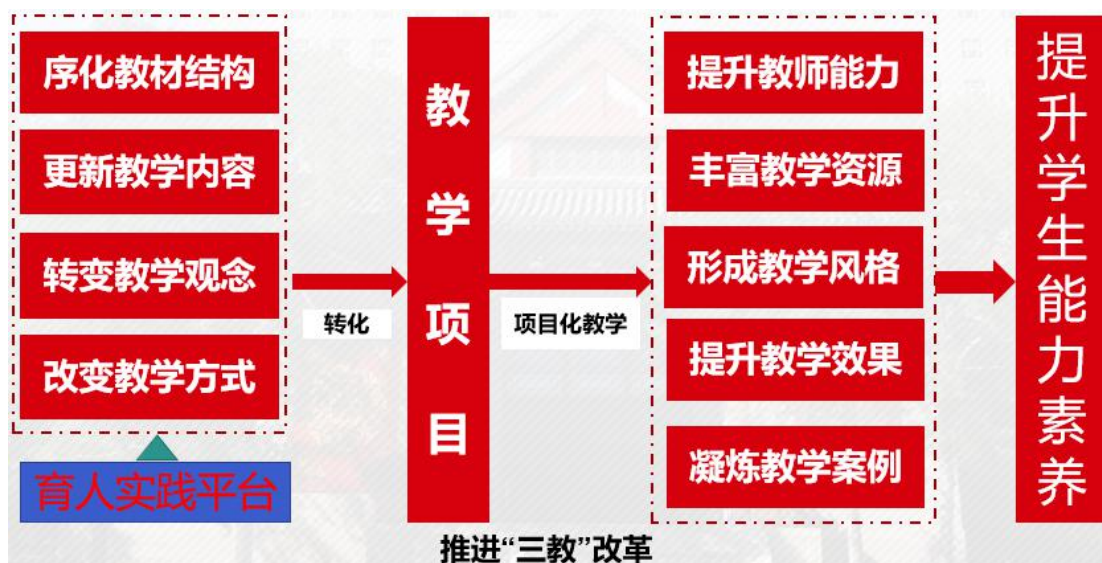 序化教材结构
更新教学内容
转变教学观念
改变教学方式
育人实践平台
转化
教学项目
项目化教学
提升教师能力
丰富教学资源
形成教学风格
提升教学效果
凝炼教学案例
提升学生能力素养
推进“三教”改革